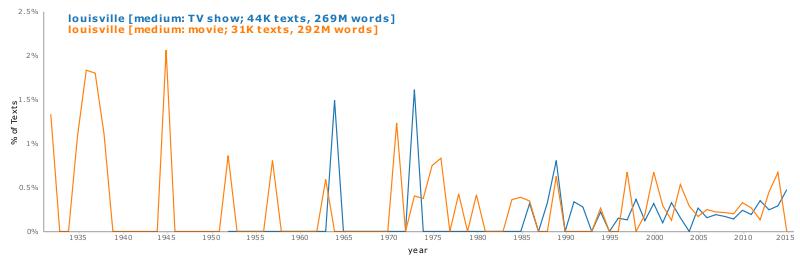 2.5%
louisville [medium: TV show; 44K texts, 269M words]
louisville [medium: movie; 31K texts, 292M words]
2%
1.5%
% of Texts
1%
0.5%
0%
1935 1940 1945 1950 1955 1960 1965 1970 1975 1980 1985 1990 1995 2000 2005 2010 2015
year